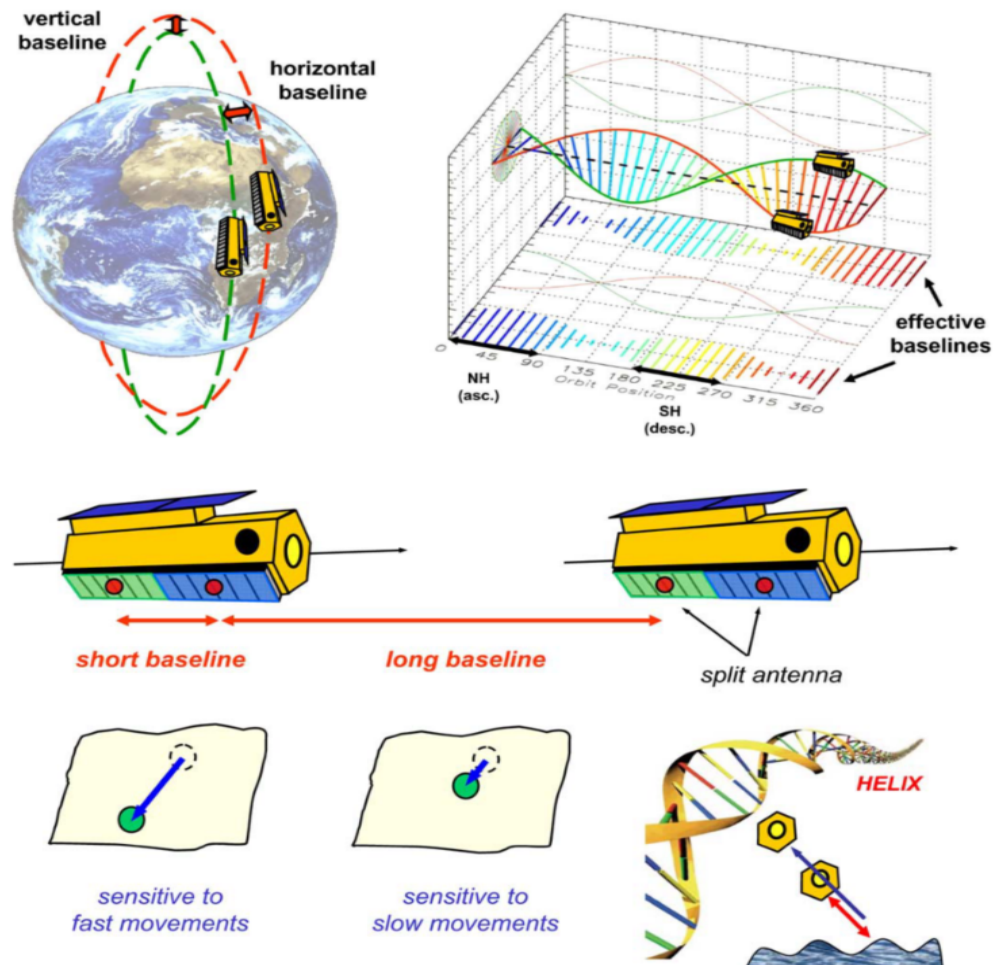 vertical
baseline
horizontal
baseline
effective
baselines
0
45
90
135
180
225
270
315
360
Orbit Position
NH
(asc.)
SH
(desc.)
short baseline
long baseline
split antenna
sensitive to
fast movements
sensitive to
slow movements
HELIX